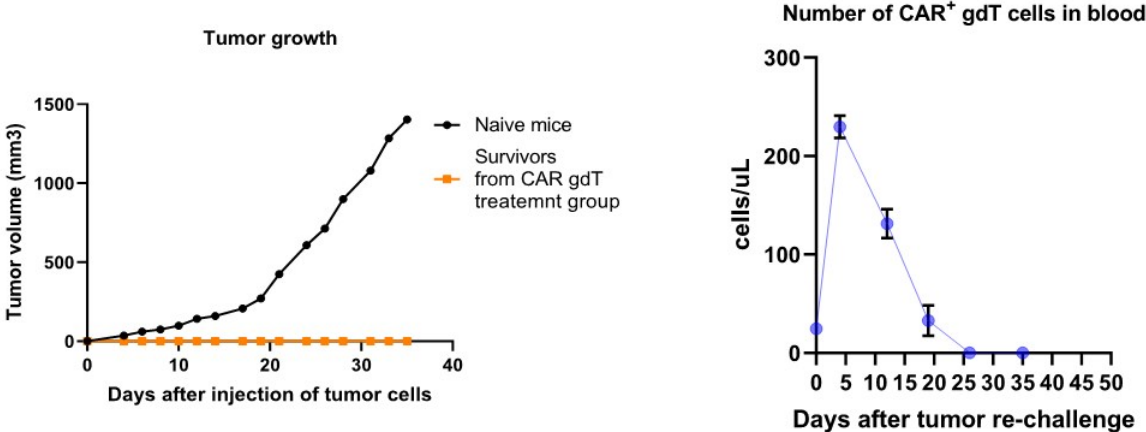 Tumor growth
1500
1000
500
0
Tumor volume (mm3)
0 10 20 30 40
Days after injection of tumor cells
Naive mice
Survivors
from CAR gdT
treatemnt group
Number of CAR+ gdT cells in blood
300
200
100
0
cells/uL
0 5 10 15 20 25 30 35 40 45 50
Days after tumor re-challenge